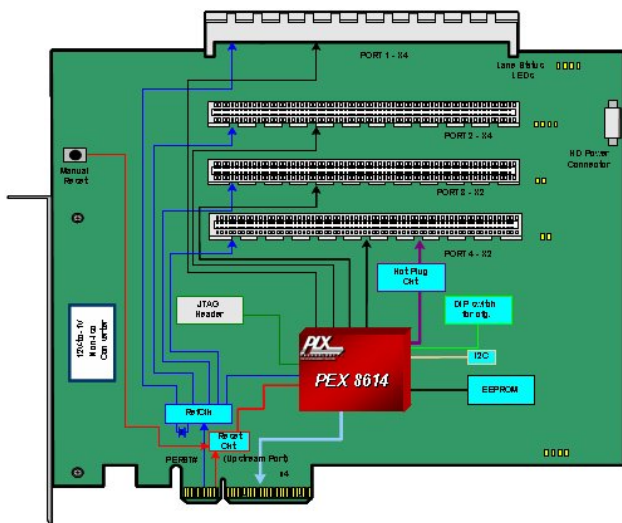 PORT 1 - X4
Lane Status
LEDs
PORT 2 - X4
Manual
Reset
HD Power
Connector
PORT 3 - X2
PORT 4 - X2
Hot Plug
Cnt
JTAG
Header
DIP switch
for cfg.
PLX
PEX 8614
I2C
EEPROM
RefClk
Reset
Cnt
PERST#
(Upstream Port)
x4